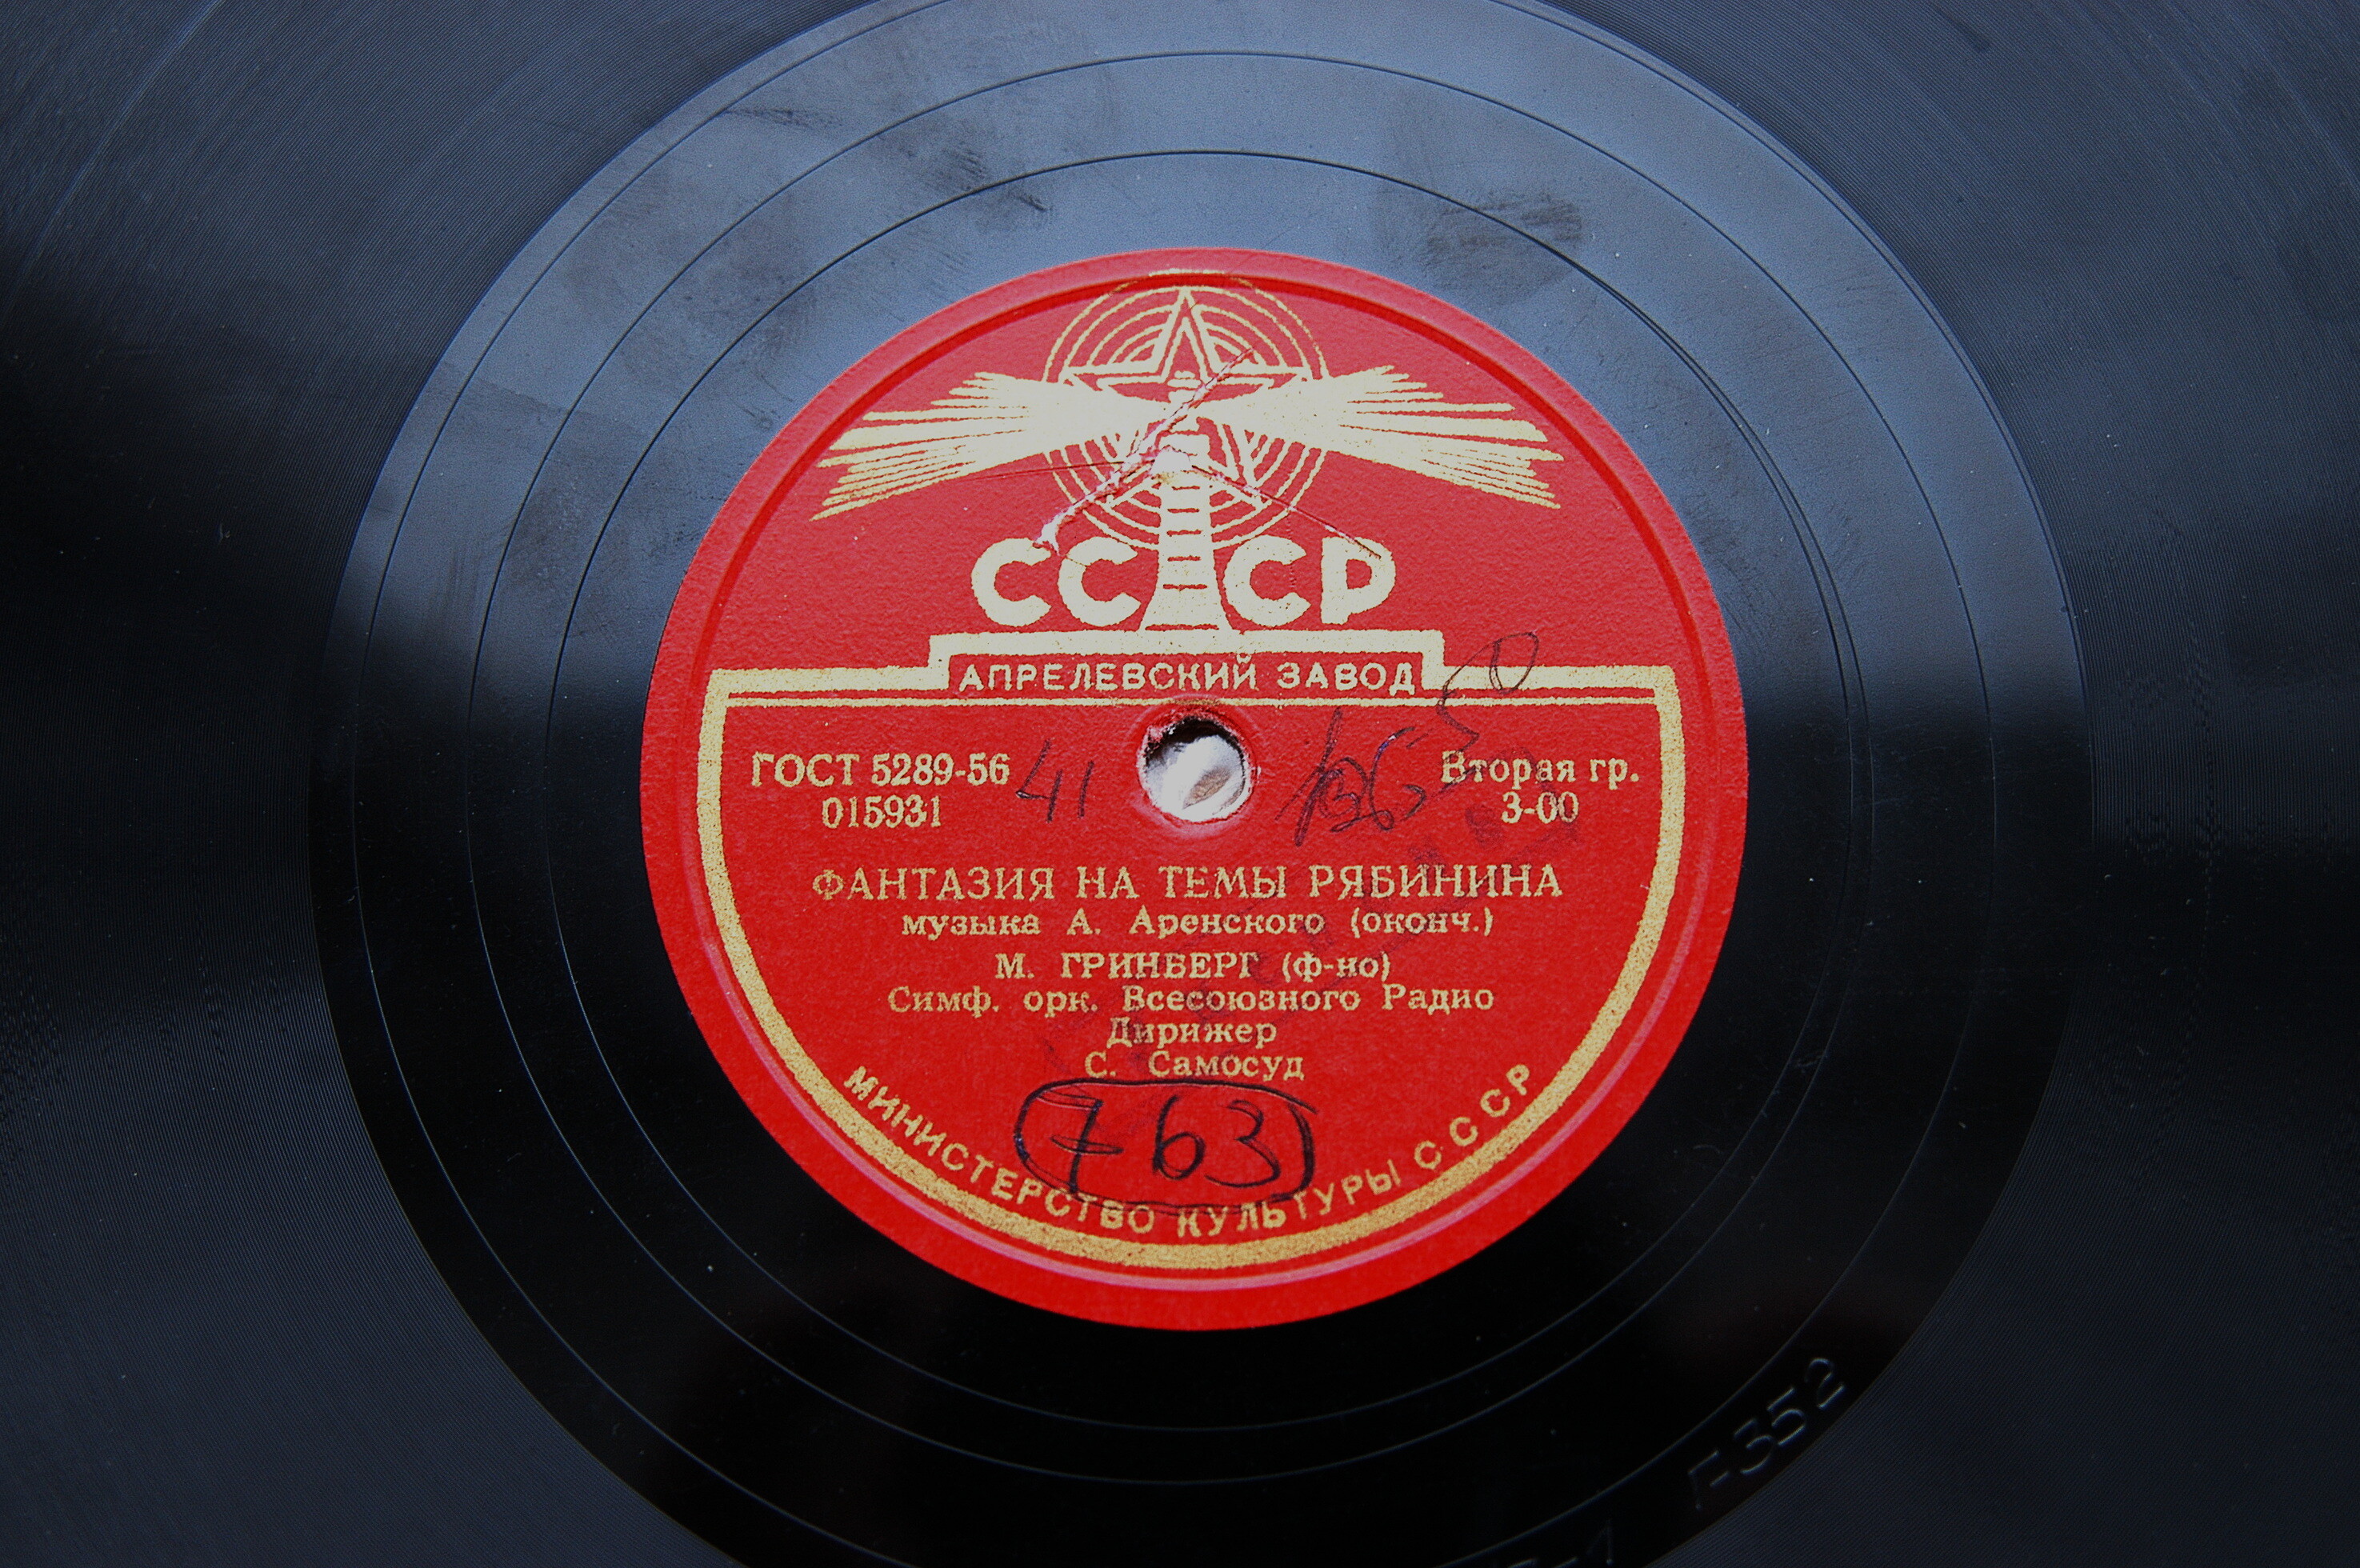 СССР
АПРЕЛЕВСКИЙ ЗАВОД
ГОСТ 5289-56
015931
41
Вторая гр.
3-00
ФАНТАЗИЯ НА ТЕМЫ РЯБИНИНА
музыка А. Аренского (оконч.)
М. ГРИНБЕРГ (ф-но)
Симф. орк. Всесоюзного Радио
Дирижер
С. Самосуд
763
МИНИСТЕРСТВО КУЛЬТУРЫ СССР